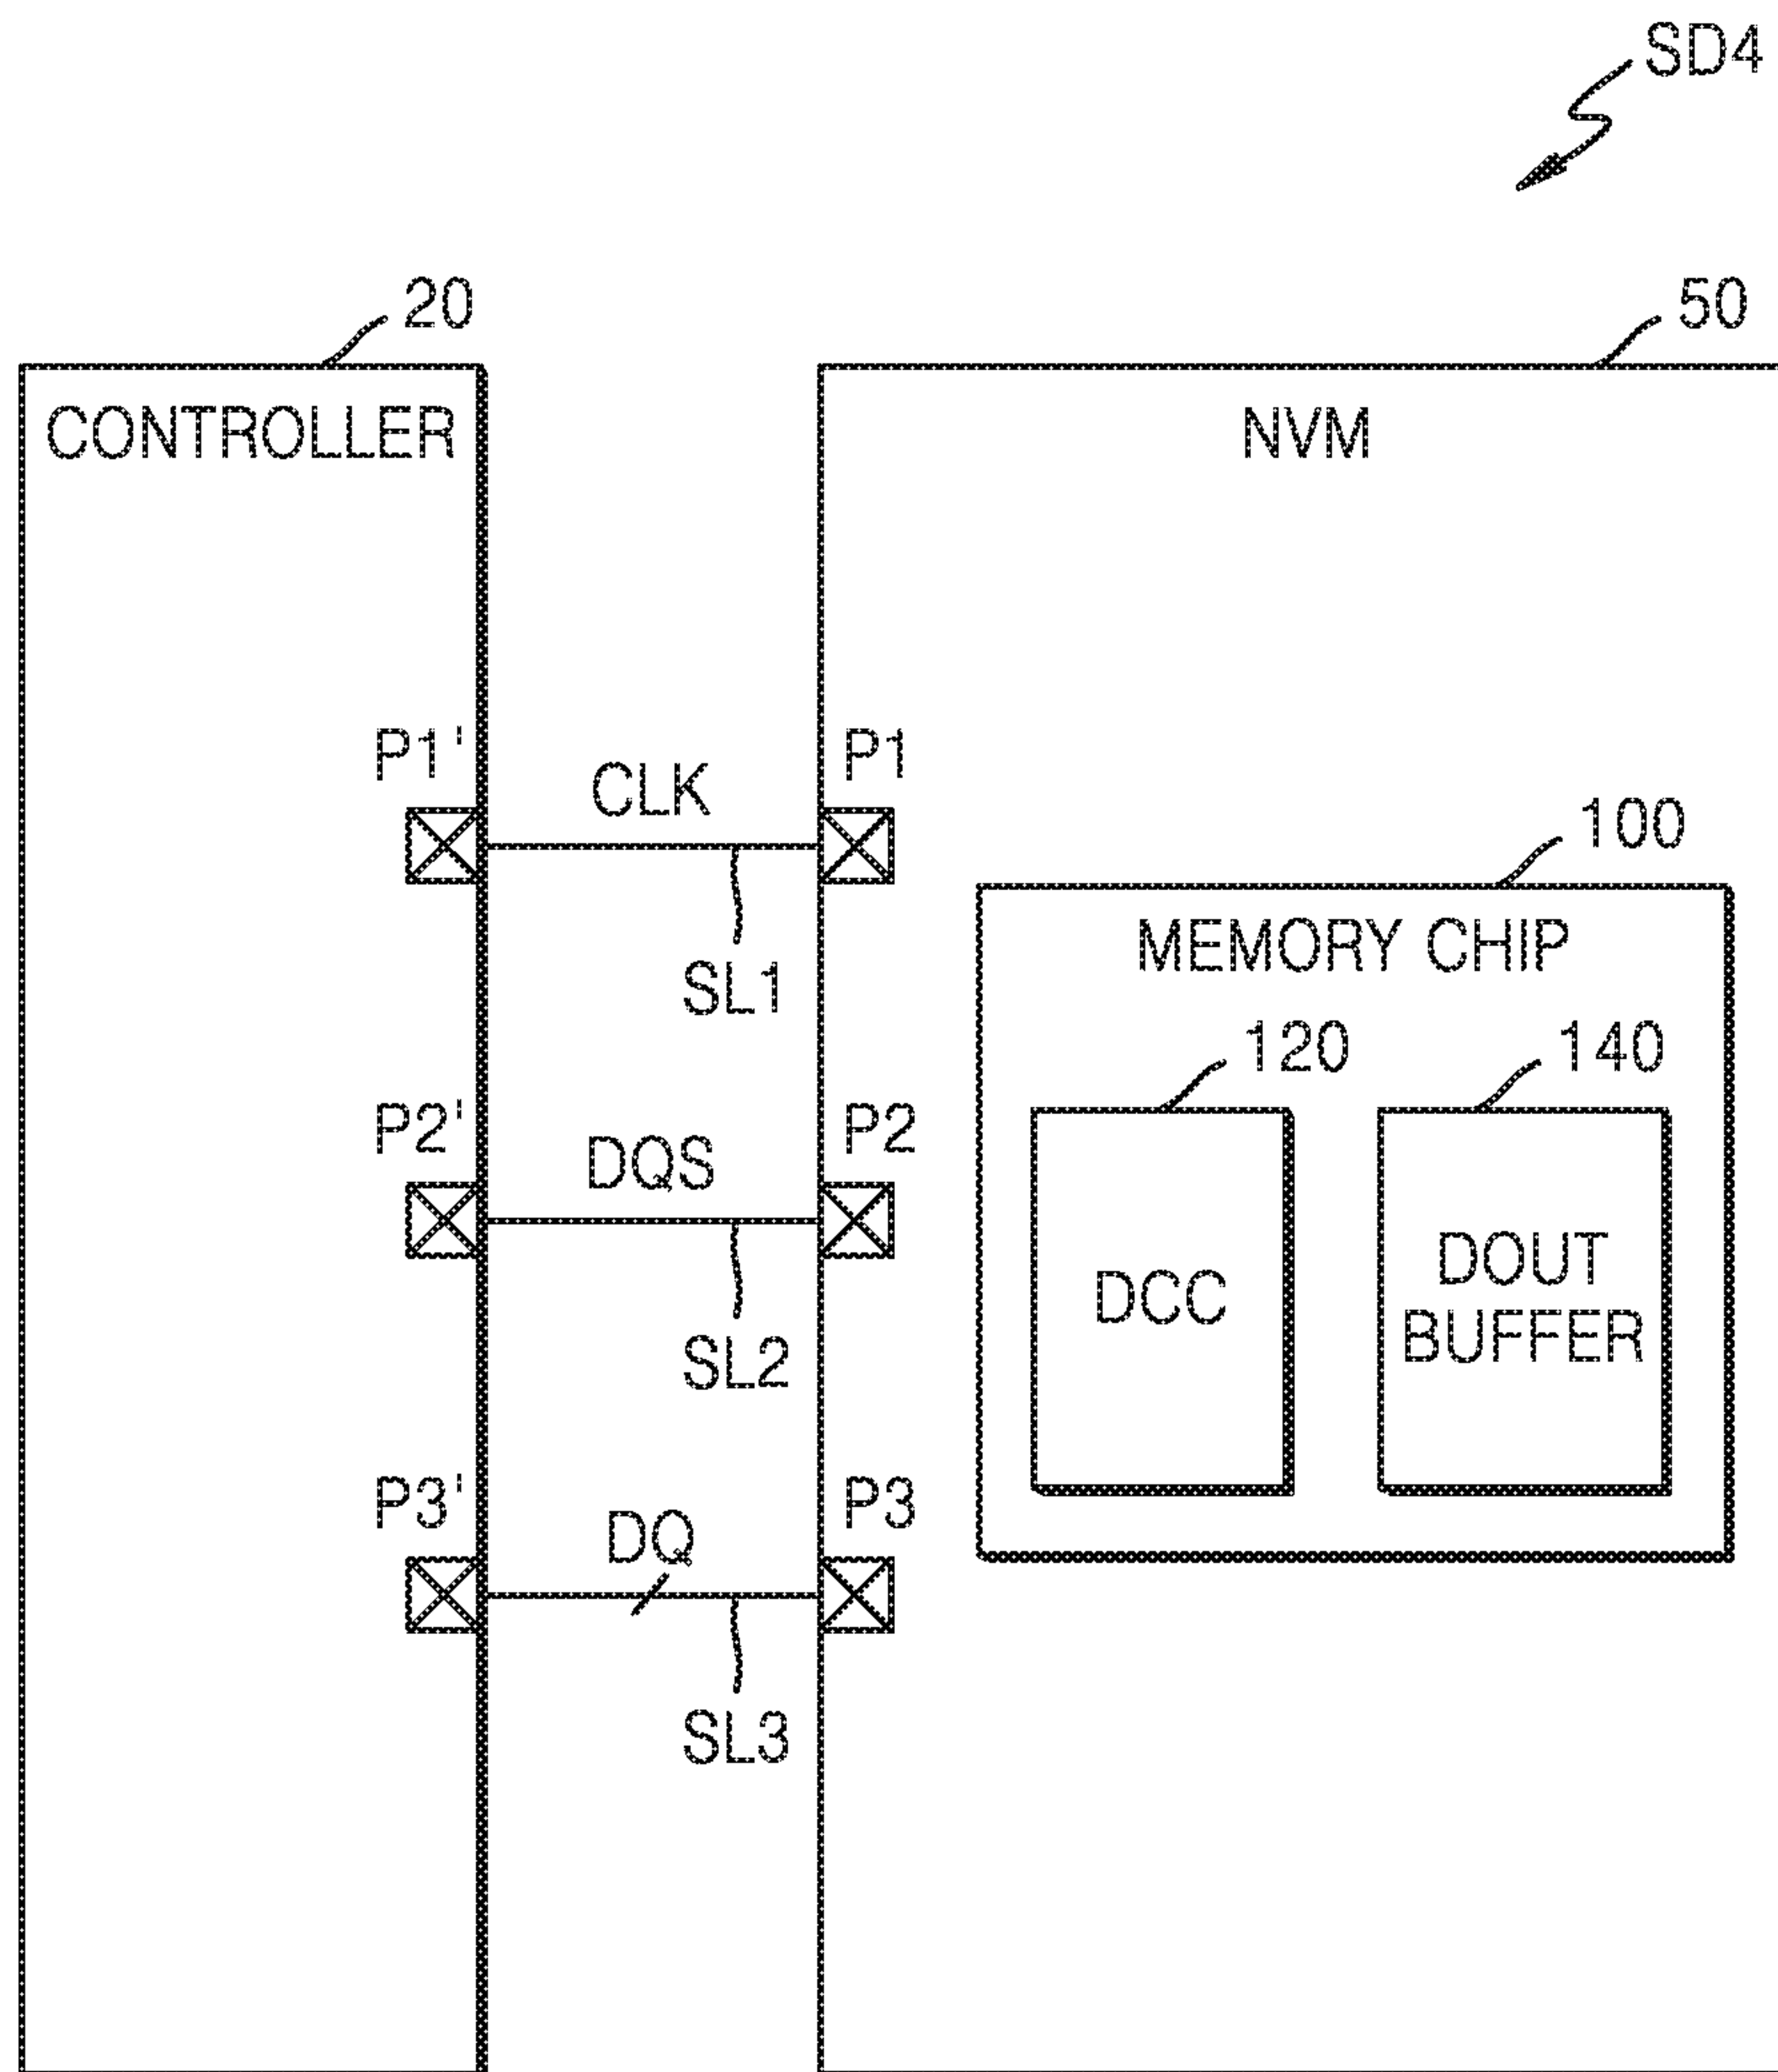 SD4
20
50
CONTROLLER
NVM
P1'
CLK
P1
SL1
100
MEMORY CHIP
120
140
P2'
DQS
P2
DCC
DOUT
BUFFER
SL2
P3'
DQ
P3
SL3